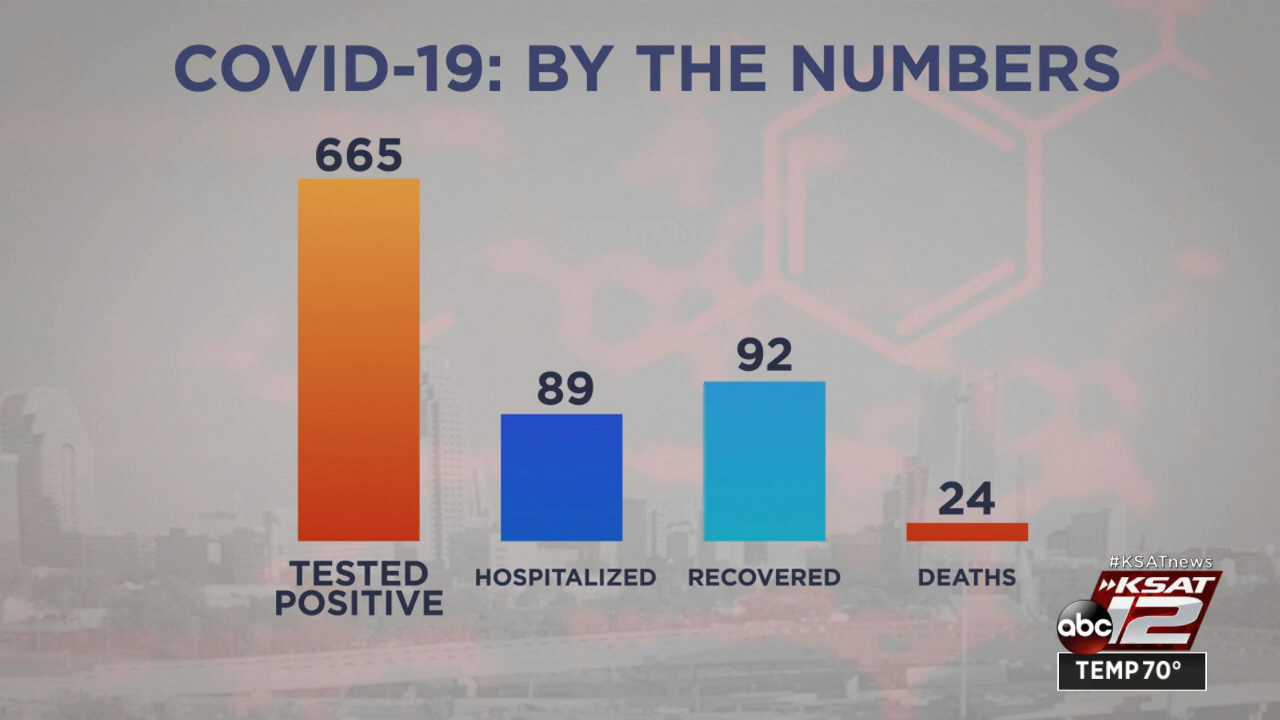 COVID-19: BY THE NUMBERS
665
89
92
24
TESTED
POSITIVE
HOSPITALIZED
RECOVERED
DEATHS
#KSATnews
KSAT
abc 12
TEMP 70°